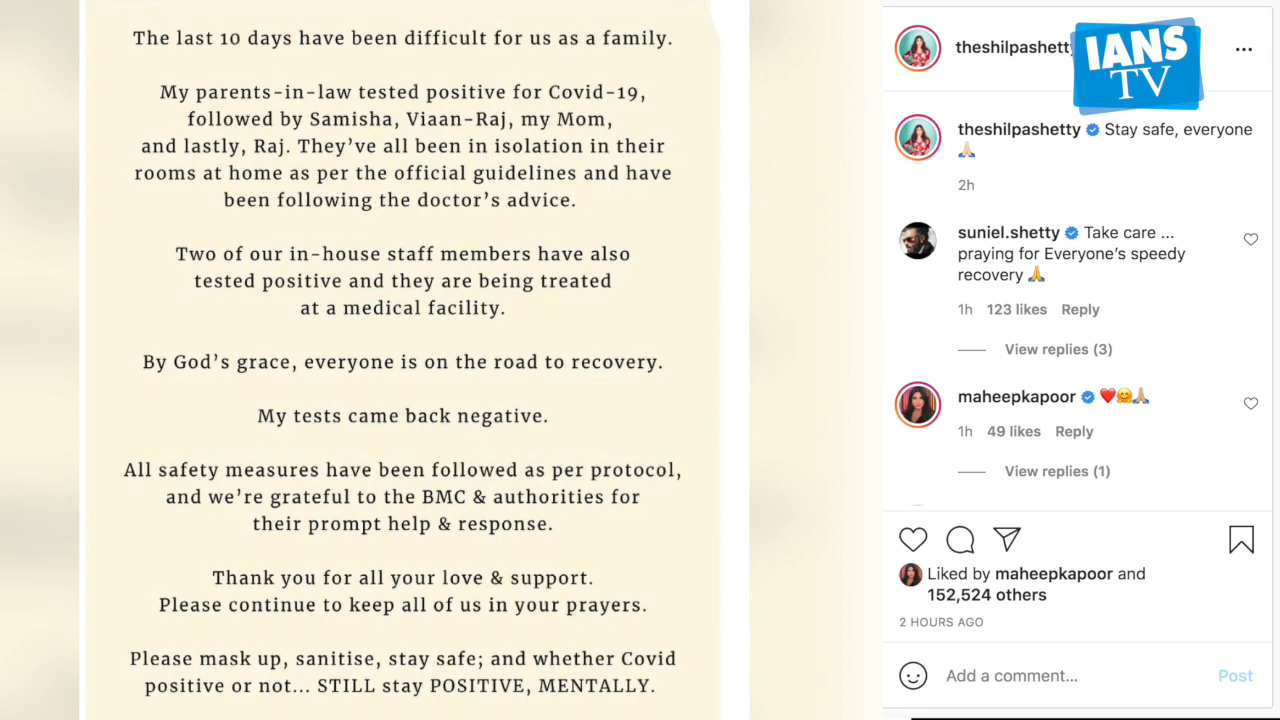 The last 10 days have been difficult for us as a family.
My parents-in-law tested positive for Covid-19,
followed by Samisha, Viaan-Raj, my Mom,
and lastly, Raj. They've all been in isolation in their
rooms at home as per the official guidelines and have
been following the doctor's advice.
Two of our in-house staff members have also
tested positive and they are being treated
at a medical facility.
By God's grace, everyone is on the road to recovery.
My tests came back negative.
All safety measures have been followed as per protocol,
and we're grateful to the BMC & authorities for
their prompt help & response.
Thank you for all your love & support.
Please continue to keep all of us in your prayers.
Please mask up, sanitise, stay safe; and whether Covid
positive or not... STILL stay POSITIVE, MENTALLY.
theshilpashetty
IANS
TV
theshilpashetty Stay safe, everyone
🙏🏼
2h
suniel.shetty Take care ...
praying for Everyone's speedy
recovery 🙏
1h 123 likes Reply
View replies (3)
maheepkapoor ❤️🤗🙏🏼
1h 49 likes Reply
View replies (1)
Liked by maheepkapoor and
152,524 others
2 HOURS AGO
Add a comment... Post